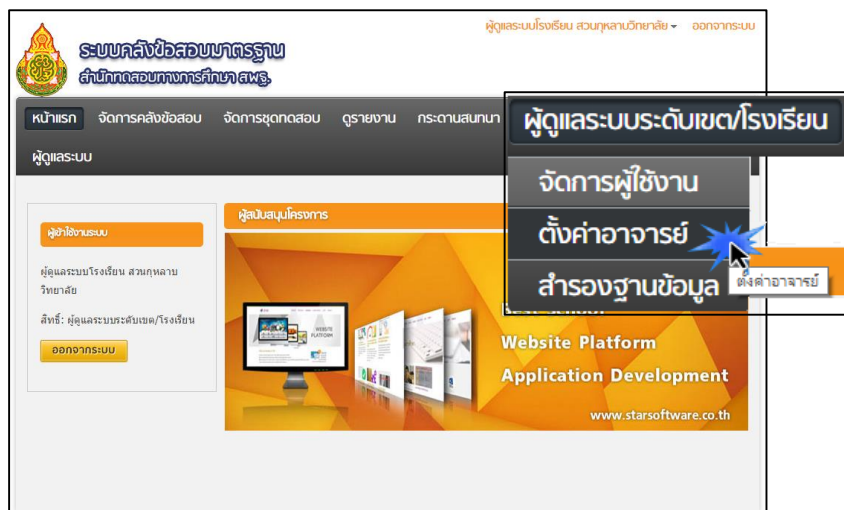 ผู้ดูแลระบบโรงเรียน สวนกุหลาบวิทยาลัย ออกจากระบบ
ระบบคลังข้อสอบมาตรฐาน
สำนักทดสอบทางการศึกษา สพฐ.
หน้าแรก จัดการคลังข้อสอบ จัดการชุดทดสอบ ดูรายงาน กระดานสนทนา
ผู้ดูแลระบบ
ผู้ดูแลระบบระดับเขต/โรงเรียน
จัดการผู้ใช้งาน
ตั้งค่าอาจารย์
สำรองฐานข้อมูล
ตั้งค่าอาจารย์
ผู้เข้าใช้งานระบบ
ผู้ดูแลระบบโรงเรียน สวนกุหลาบ
วิทยาลัย
สิทธิ์: ผู้ดูแลระบบระดับเขต/โรงเรียน
ออกจากระบบ
ผู้สนับสนุนโครงการ
WEBSITE
PLATFORM
Website Platform
Application Development
www.starsoftware.co.th